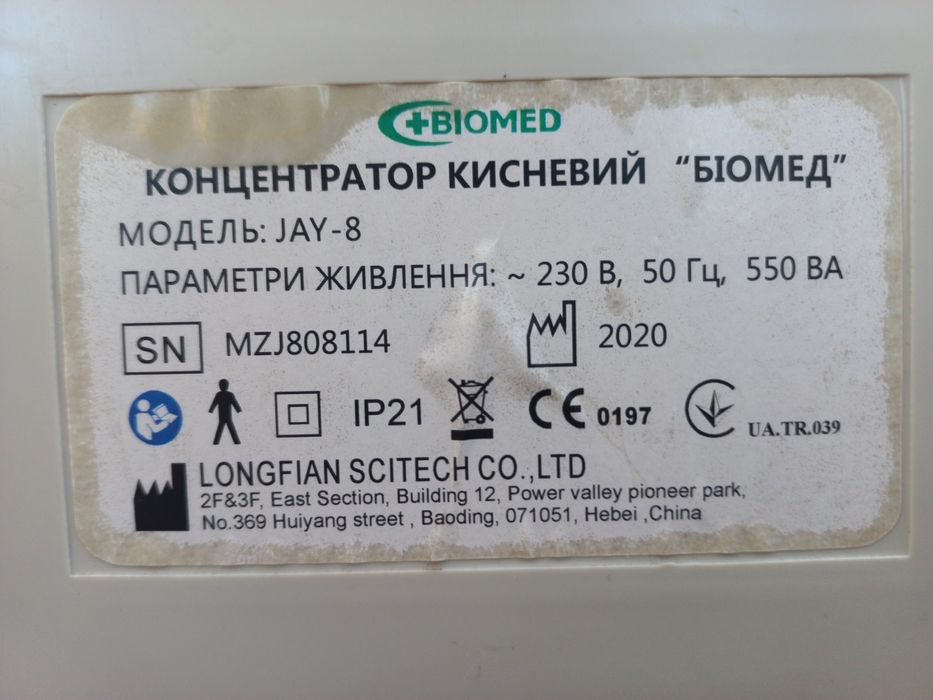 BIOMED
КОНЦЕНТРАТОР КИСНЕВИЙ “БІОМЕД”
МОДЕЛЬ: JAY-8
ПАРАМЕТРИ ЖИВЛЕННЯ: ~ 230 В, 50 Гц, 550 ВА
SN MZJ808114 2020
IP21 CE 0197 UA.TR.039
LONGFIAN SCITECH CO.,LTD
2F&3F, East Section, Building 12, Power valley pioneer park,
No.369 Huiyang street , Baoding, 071051, Hebei ,China